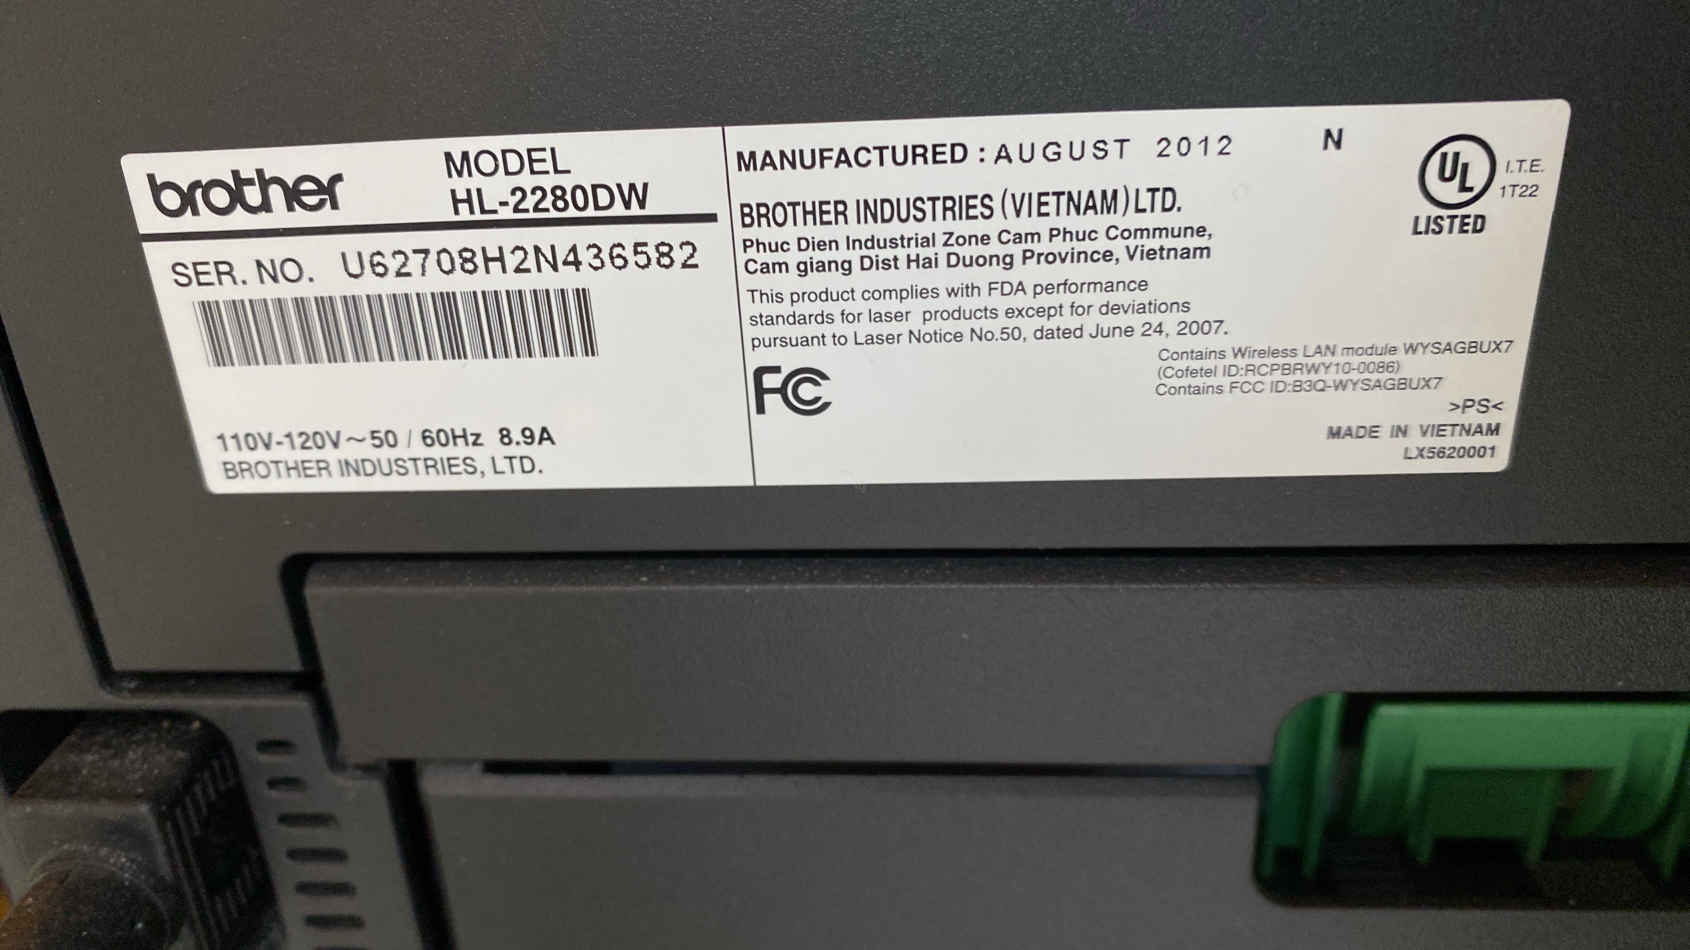 brother
MODEL
HL-2280DW
SER. NO. U62708H2N436582
110V-120V～50 / 60Hz 8.9A
BROTHER INDUSTRIES, LTD.
MANUFACTURED : AUGUST 2012 N
BROTHER INDUSTRIES (VIETNAM) LTD.
Phuc Dien Industrial Zone Cam Phuc Commune,
Cam giang Dist Hai Duong Province, Vietnam
This product complies with FDA performance
standards for laser products except for deviations
pursuant to Laser Notice No.50, dated June 24, 2007.
FC
UL
I.T.E.
1T22
LISTED
Contains Wireless LAN module WYSAGBUX7
(Cofetel ID:RCPBRWY10-0086)
Contains FCC ID:B3Q-WYSAGBUX7
>PS<
MADE IN VIETNAM
LX5620001